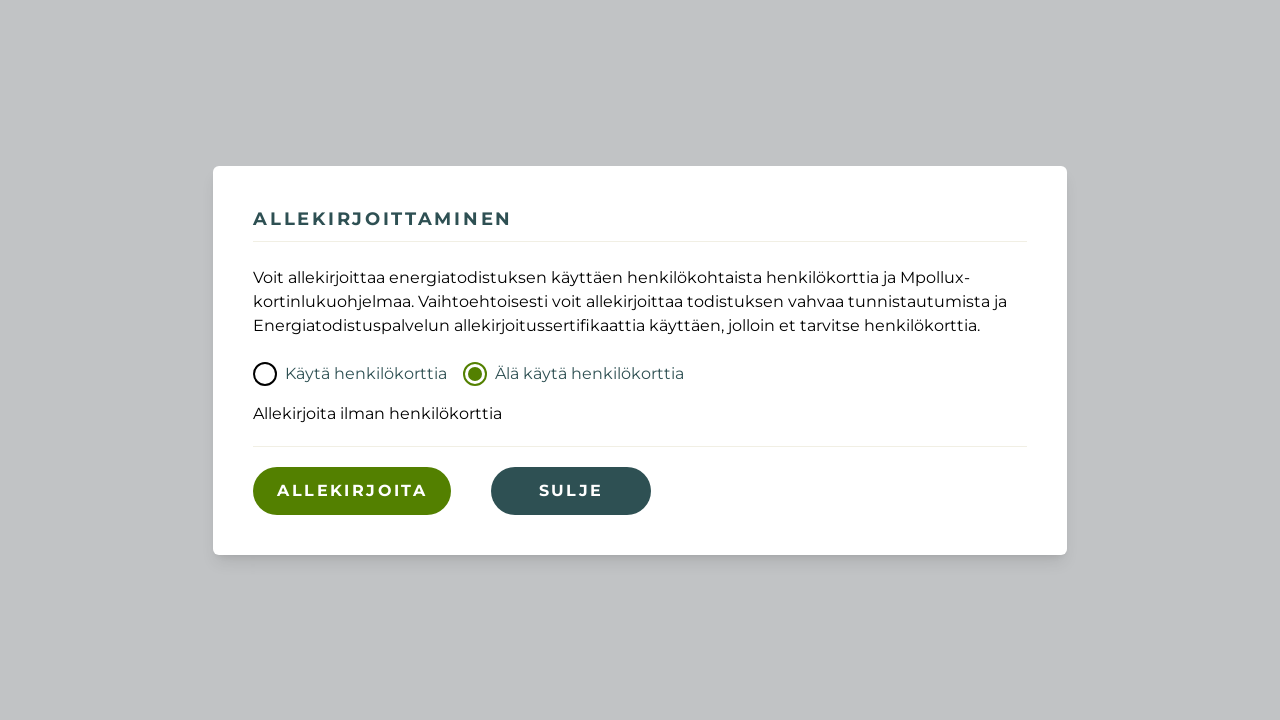 ALLEKIRJOITTAMINEN
Voit allekirjoittaa energiatodistuksen käyttäen henkilökohtaista henkilökorttia ja Mpollux-
kortinlukuohjelmaa. Vaihtoehtoisesti voit allekirjoittaa todistuksen vahvaa tunnistautumista ja
Energiatodistuspalvelun allekirjoitussertifikaattia käyttäen, jolloin et tarvitse henkilökorttia.
Käytä henkilökorttia Älä käytä henkilökorttia
Allekirjoita ilman henkilökorttia
ALLEKIRJOITA SULJE